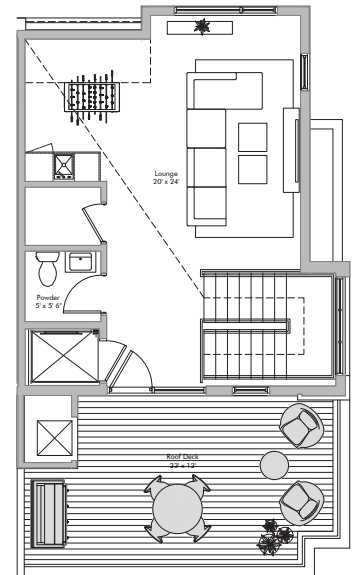 Lounge
20' x 24'
Powder
5' x 5' 6"
Roof Deck
23' x 12'